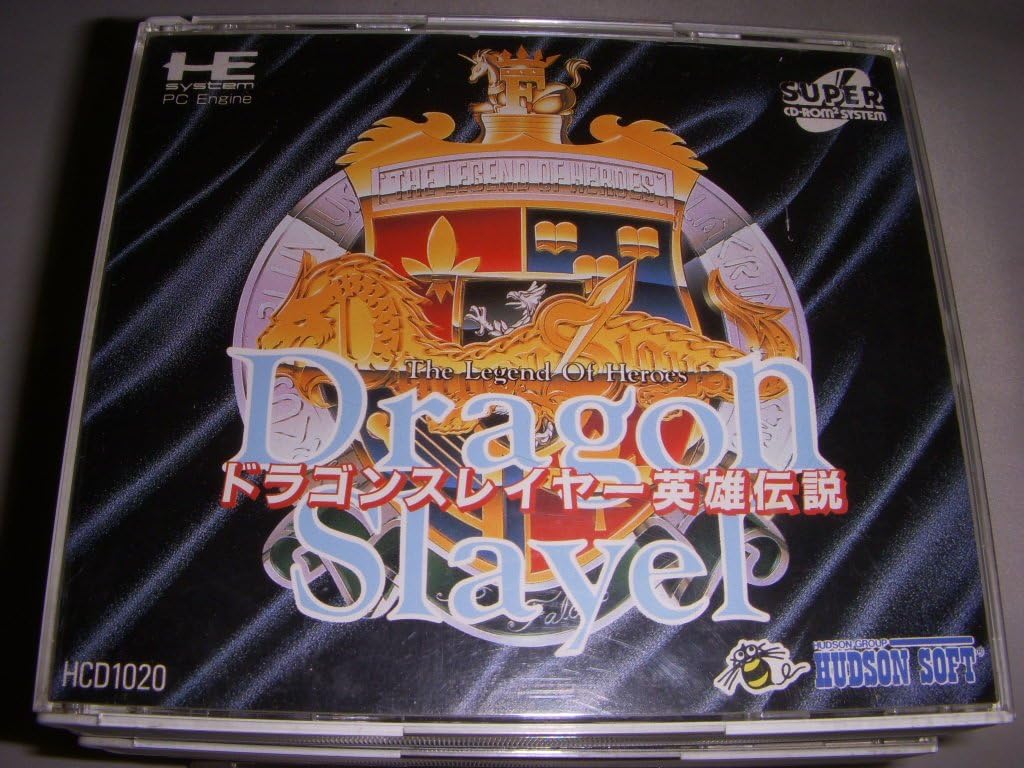 HE
system
PC Engine
SUPER
CD-ROM² SYSTEM
F
THE LEGEND OF HEROES
The Legend Of Heroes
Dragon
ドラゴンスレイヤー英雄伝説
Slayer
HCD1020
HUDSON GROUP
HUDSON SOFT®